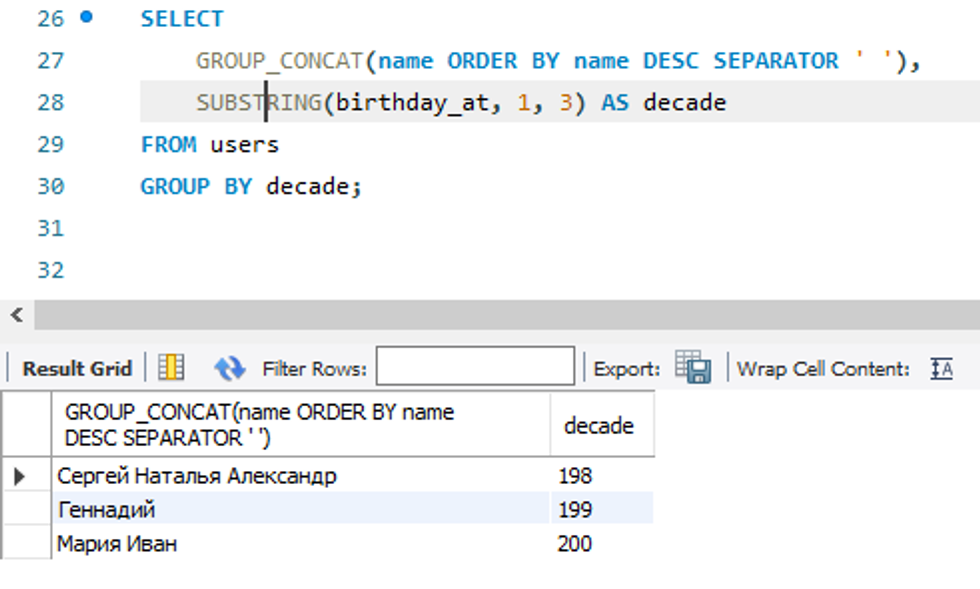 26 SELECT
27 GROUP_CONCAT(name ORDER BY name DESC SEPARATOR ' '),
28 SUBSTRING(birthday_at, 1, 3) AS decade
29 FROM users
30 GROUP BY decade;
31
32
Result Grid Filter Rows: Export: Wrap Cell Content: IA
GROUP_CONCAT(name ORDER BY name
DESC SEPARATOR ' ') decade
Сергей Наталья Александр 198
Геннадий 199
Мария Иван 200